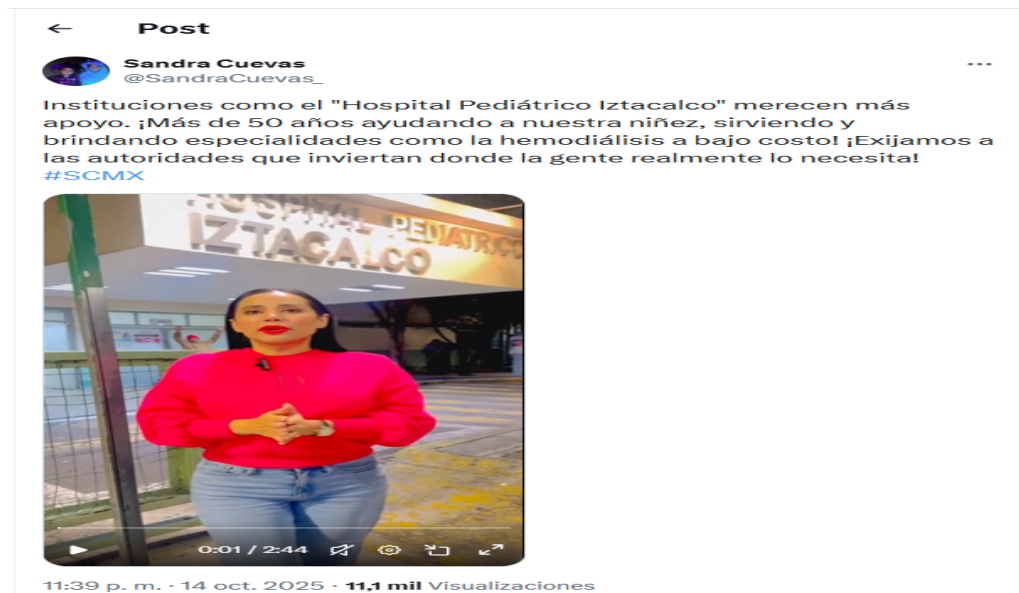 Post
Sandra Cuevas
@SandraCuevas_
Instituciones como el "Hospital Pediátrico Iztacalco" merecen más
apoyo. ¡Más de 50 años ayudando a nuestra niñez, sirviendo y
brindando especialidades como la hemodiálisis a bajo costo! ¡Exijamos a
las autoridades que inviertan donde la gente realmente lo necesita!
#SCMX
HOSPITAL PEDIATRICO
IZTACALCO
0:01 / 2:44
11:39 p. m. · 14 oct. 2025 · 11,1 mil Visualizaciones